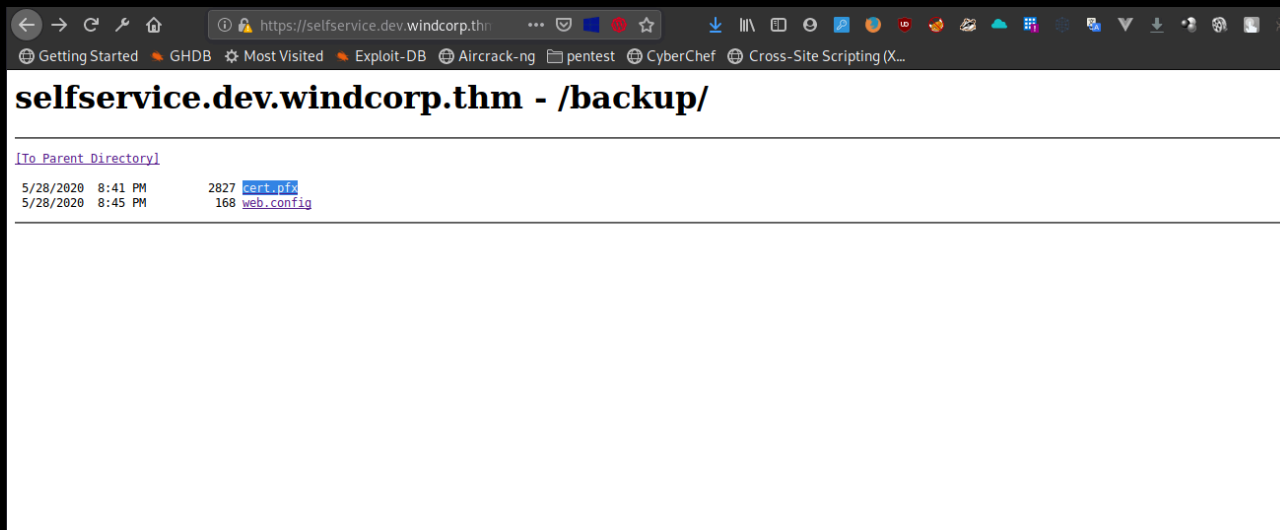 https://selfservice.dev.windcorp.thm
Getting Started GHDB Most Visited Exploit-DB Aircrack-ng pentest CyberChef Cross-Site Scripting (X...
selfservice.dev.windcorp.thm - /backup/
[To Parent Directory]
5/28/2020 8:41 PM 2827 cert.pfx
5/28/2020 8:45 PM 168 web.config